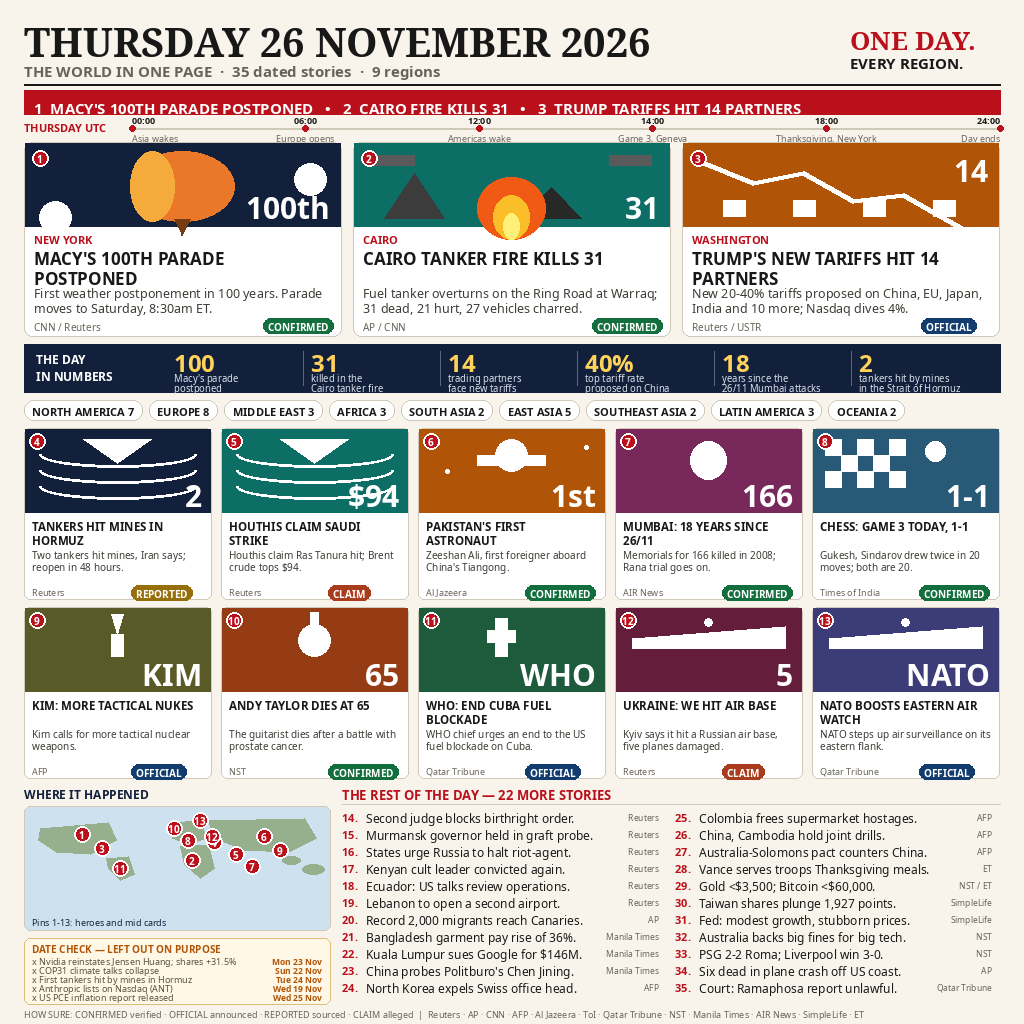 THURSDAY 26 NOVEMBER 2026
THE WORLD IN ONE PAGE · 35 dated stories · 9 regions
ONE DAY.
EVERY REGION.
1 MACY'S 100TH PARADE POSTPONED • 2 CAIRO FIRE KILLS 31 • 3 TRUMP TARIFFS HIT 14 PARTNERS
THURSDAY UTC
00:00 06:00 12:00 14:00 18:00 24:00
Asia wakes Europe opens Americas wake Game 3, Geneva Thanksgiving, New York Day ends
1
100th
NEW YORK
MACY'S 100TH PARADE
POSTPONED
First weather postponement in 100 years. Parade
moves to Saturday, 8:30am ET.
CNN / Reuters CONFIRMED
2
31
CAIRO
CAIRO TANKER FIRE KILLS 31
Fuel tanker overturns on the Ring Road at Warraq;
31 dead, 21 hurt, 27 vehicles charred.
AP / CNN CONFIRMED
3
14
WASHINGTON
TRUMP'S NEW TARIFFS HIT 14
PARTNERS
New 20-40% tariffs proposed on China, EU, Japan,
India and 10 more; Nasdaq dives 4%.
Reuters / USTR OFFICIAL
THE DAY
IN NUMBERS
100
Macy's parade
postponed
31
killed in the
Cairo tanker fire
14
trading partners
face new tariffs
40%
top tariff rate
proposed on China
18
years since the
26/11 Mumbai attacks
2
tankers hit by mines
in the Strait of Hormuz
NORTH AMERICA 7 EUROPE 8 MIDDLE EAST 3 AFRICA 3 SOUTH ASIA 2 EAST ASIA 5 SOUTHEAST ASIA 2 LATIN AMERICA 3 OCEANIA 2
4
2
TANKERS HIT MINES IN
HORMUZ
Two tankers hit mines, Iran says;
reopen in 48 hours.
Reuters REPORTED
5
$94
HOUTHIS CLAIM SAUDI
STRIKE
Houthis claim Ras Tanura hit; Brent
crude tops $94.
Reuters CLAIM
6
1st
PAKISTAN'S FIRST
ASTRONAUT
Zeeshan Ali, first foreigner aboard
China's Tiangong.
Al Jazeera CONFIRMED
7
166
MUMBAI: 18 YEARS SINCE
26/11
Memorials for 166 killed in 2008;
Rana trial goes on.
AIR News CONFIRMED
8
1-1
CHESS: GAME 3 TODAY, 1-1
Gukesh, Sindarov drew twice in 20
moves; both are 20.
Times of India CONFIRMED
9
KIM
KIM: MORE TACTICAL NUKES
Kim calls for more tactical nuclear
weapons.
AFP OFFICIAL
10
65
ANDY TAYLOR DIES AT 65
The guitarist dies after a battle with
prostate cancer.
NST CONFIRMED
11
WHO
WHO: END CUBA FUEL
BLOCKADE
WHO chief urges an end to the US
fuel blockade on Cuba.
Qatar Tribune OFFICIAL
12
5
UKRAINE: WE HIT AIR BASE
Kyiv says it hit a Russian air base,
five planes damaged.
Reuters CLAIM
13
NATO
NATO BOOSTS EASTERN AIR
WATCH
NATO steps up air surveillance on its
eastern flank.
Qatar Tribune OFFICIAL
WHERE IT HAPPENED
1
3
11
10
13
8
12
2
5
7
6
9
Pins 1-13: heroes and mid cards
DATE CHECK — LEFT OUT ON PURPOSE
x Nvidia reinstates Jensen Huang; shares +31.5% Mon 23 Nov
x COP31 climate talks collapse Sun 22 Nov
x First tankers hit by mines in Hormuz Tue 24 Nov
x Anthropic lists on Nasdaq (ANT) Wed 19 Nov
x US PCE inflation report released Wed 25 Nov
THE REST OF THE DAY — 22 MORE STORIES
14. Second judge blocks birthright order. Reuters
15. Murmansk governor held in graft probe. Reuters
16. States urge Russia to halt riot-agent. Reuters
17. Kenyan cult leader convicted again. Reuters
18. Ecuador: US talks review operations. Reuters
19. Lebanon to open a second airport. Reuters
20. Record 2,000 migrants reach Canaries. AP
21. Bangladesh garment pay rise of 36%. Manila Times
22. Kuala Lumpur sues Google for $146M. Manila Times
23. China probes Politburo's Chen Jining. Manila Times
24. North Korea expels Swiss office head. AFP
25. Colombia frees supermarket hostages. AFP
26. China, Cambodia hold joint drills. AFP
27. Australia-Solomons pact counters China. AFP
28. Vance serves troops Thanksgiving meals. ET
29. Gold <$3,500; Bitcoin <$60,000. NST / ET
30. Taiwan shares plunge 1,927 points. SimpleLife
31. Fed: modest growth, stubborn prices. SimpleLife
32. Australia backs big fines for big tech. NST
33. PSG 2-2 Roma; Liverpool win 3-0. NST
34. Six dead in plane crash off US coast. AP
35. Court: Ramaphosa report unlawful. Qatar Tribune
HOW SURE: CONFIRMED verified · OFFICIAL announced · REPORTED sourced · CLAIM alleged | Reuters · AP · CNN · AFP · Al Jazeera · ToI · Qatar Tribune · NST · Manila Times · AIR News · SimpleLife · ET